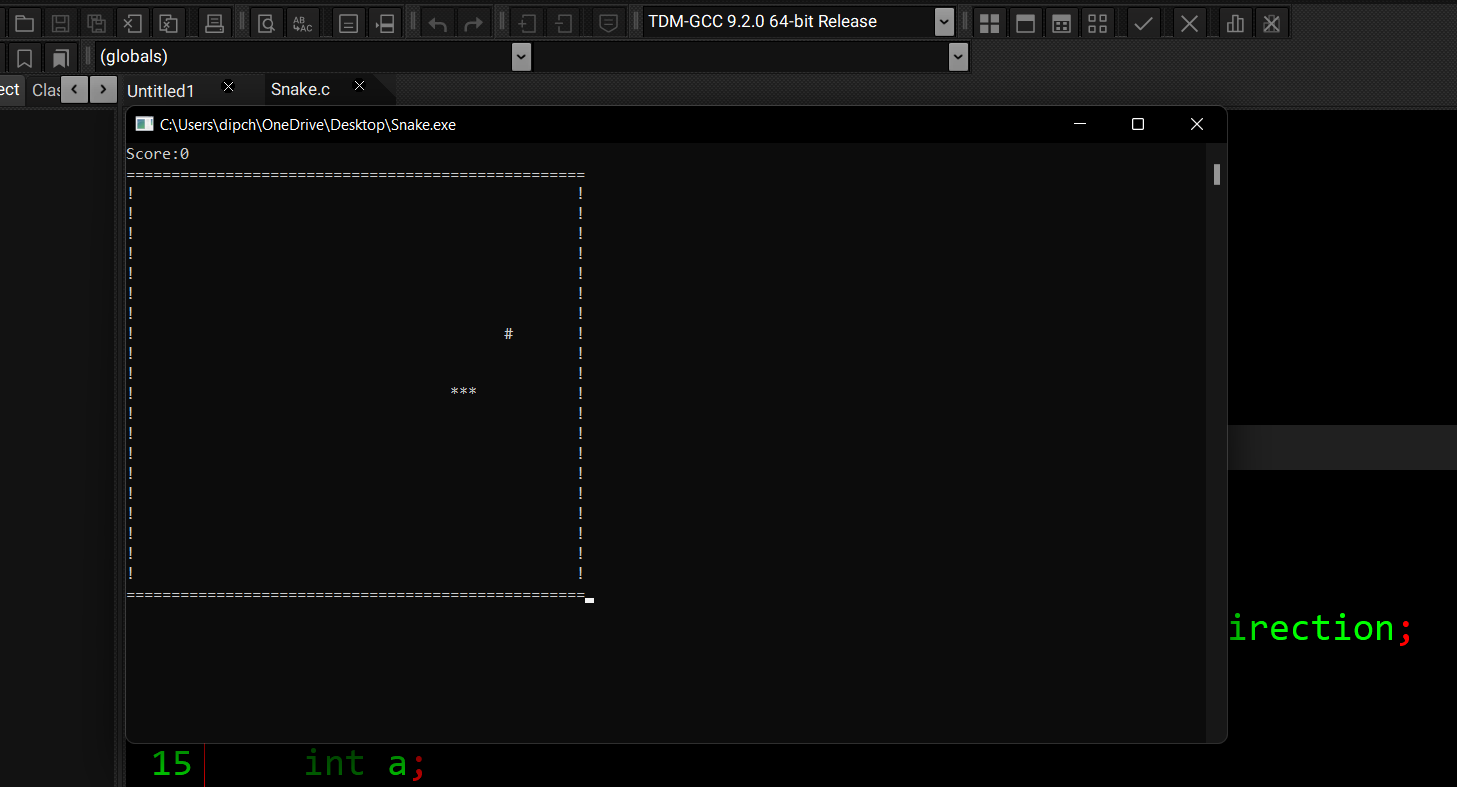 TDM-GCC 9.2.0 64-bit Release
(globals)
ect Clas Untitled1 Snake.c
C:\Users\dipch\OneDrive\Desktop\Snake.exe
Score:0
===================================================
! !
! !
! !
! !
! !
! !
! !
! # !
! !
! !
! *** !
! !
! !
! !
! !
! !
! !
! !
! !
! !
===================================================
irection;
15 int a;